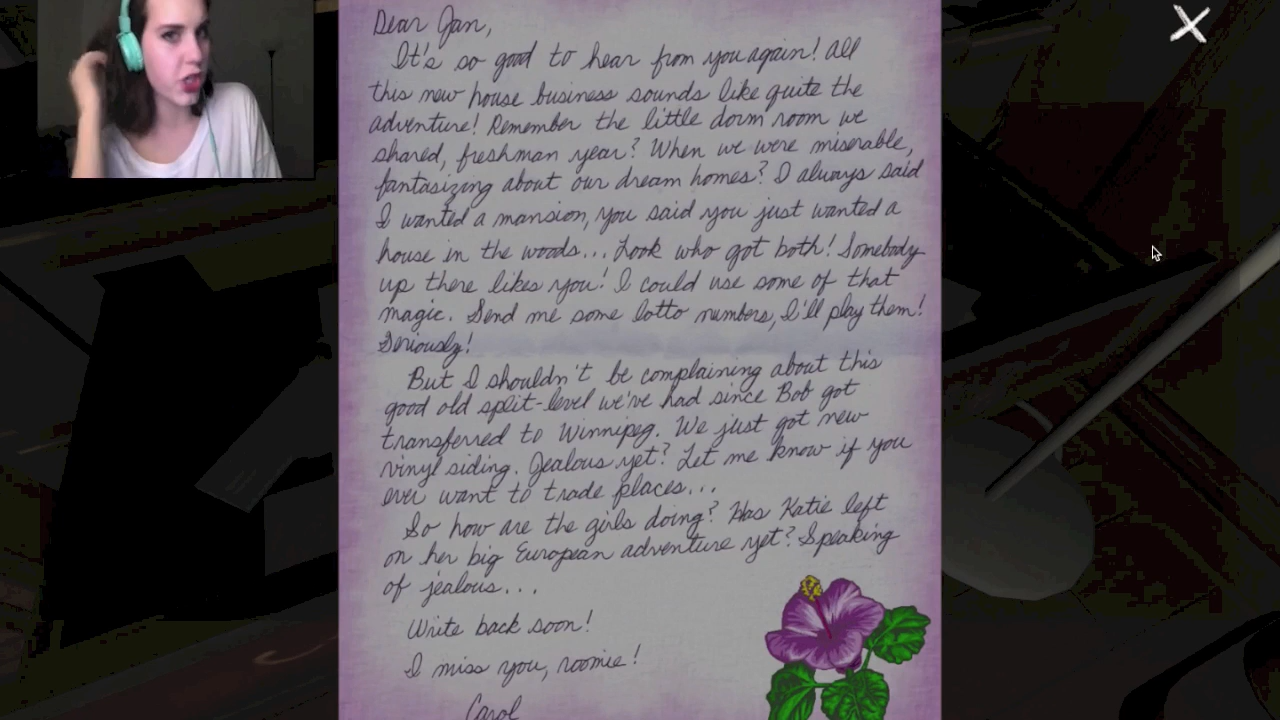 Dear Jan,
It's so good to hear from you again! All
this new house business sounds like quite the
adventure! Remember the little dorm room we
shared, freshman year? When we were miserable,
fantasizing about our dream homes? I always said
I wanted a mansion, you said you just wanted a
house in the woods... Look who got both! Somebody
up there likes you! I could use some of that
magic. Send me some lotto numbers, I'll play them!
Seriously!
But I shouldn't be complaining about this
good old split-level we've had since Bob got
transferred to Winnipeg. We just got new
vinyl siding. Jealous yet? Let me know if you
ever want to trade places...
So how are the girls doing? Has Katie left
on her big European adventure yet? Speaking
of jealous...
Write back soon!
I miss you, roomie!
Carol